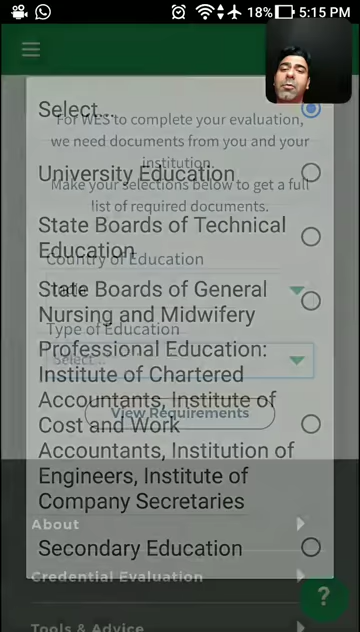 18% 5:15 PM
Select...
For WES to complete your evaluation,
we need documents from you and your
institution.
University Education
Make your selections below to get a full
list of required documents.
State Boards of Technical
Education
Country of Education
India
State Boards of General
Nursing and Midwifery
Type of Education
Select...
Professional Education:
Institute of Chartered
Accountants, Institute of
Cost and Work
Accountants, Institution of
Engineers, Institute of
Company Secretaries
View Requirements
About
Secondary Education
Credential Evaluation
Tools & Advice
?